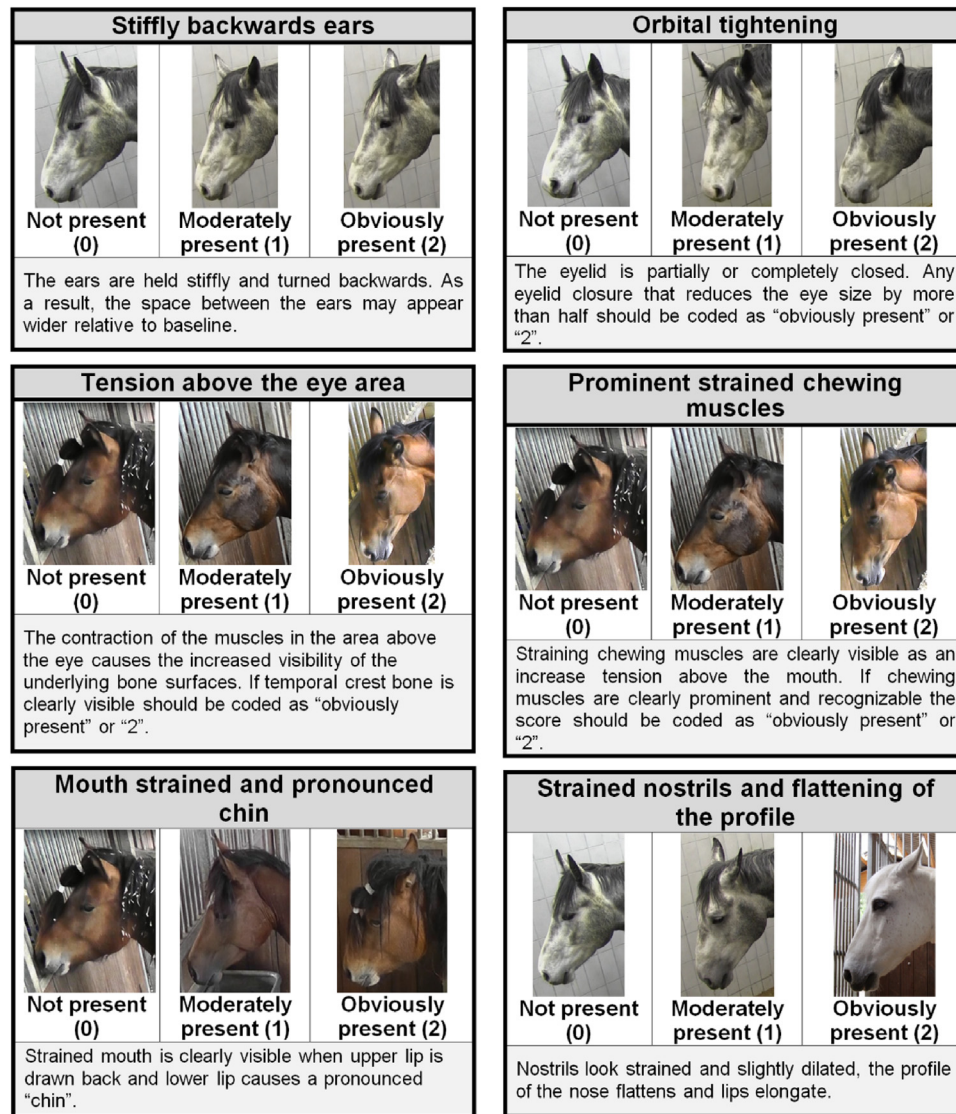 Stiffly backwards ears
Not present
(0)
Moderately
present (1)
Obviously
present (2)
The ears are held stiffly and turned backwards. As
a result, the space between the ears may appear
wider relative to baseline.
Orbital tightening
Not present
(0)
Moderately
present (1)
Obviously
present (2)
The eyelid is partially or completely closed. Any
eyelid closure that reduces the eye size by more
than half should be coded as “obviously present” or
“2”.
Tension above the eye area
Not present
(0)
Moderately
present (1)
Obviously
present (2)
The contraction of the muscles in the area above
the eye causes the increased visibility of the
underlying bone surfaces. If temporal crest bone is
clearly visible should be coded as “obviously
present” or “2”.
Prominent strained chewing
muscles
Not present
(0)
Moderately
present (1)
Obviously
present (2)
Straining chewing muscles are clearly visible as an
increase tension above the mouth. If chewing
muscles are clearly prominent and recognizable the
score should be coded as “obviously present” or
“2”.
Mouth strained and pronounced
chin
Not present
(0)
Moderately
present (1)
Obviously
present (2)
Strained mouth is clearly visible when upper lip is
drawn back and lower lip causes a pronounced
“chin”.
Strained nostrils and flattening of
the profile
Not present
(0)
Moderately
present (1)
Obviously
present (2)
Nostrils look strained and slightly dilated, the profile
of the nose flattens and lips elongate.